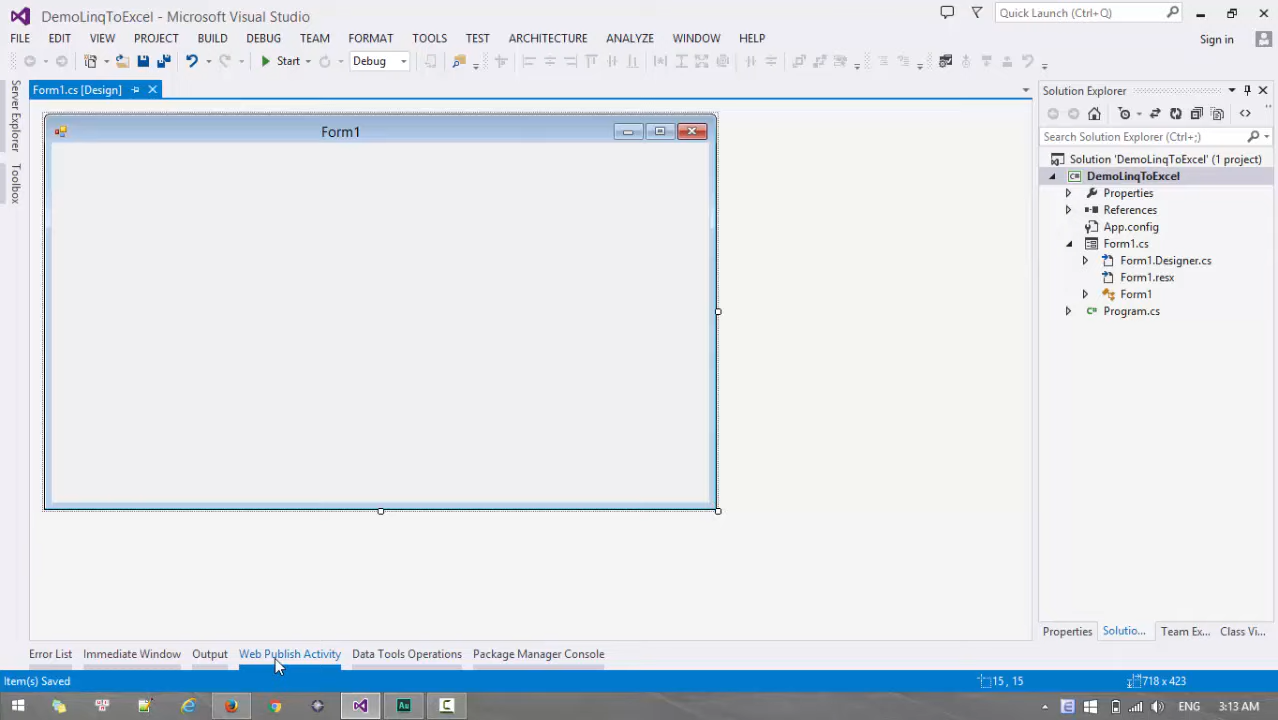 DemoLinqToExcel - Microsoft Visual Studio
Quick Launch (Ctrl+Q)
FILE EDIT VIEW PROJECT BUILD DEBUG TEAM FORMAT TOOLS TEST ARCHITECTURE ANALYZE WINDOW HELP
Sign in
Start Debug
Server Explorer
Toolbox
Form1.cs [Design]
Form1
Solution Explorer
Search Solution Explorer (Ctrl+;)
Solution 'DemoLinqToExcel' (1 project)
DemoLinqToExcel
Properties
References
App.config
Form1.cs
Form1.Designer.cs
Form1.resx
Form1
Program.cs
Properties Solutio... Team Ex... Class Vi...
Error List Immediate Window Output Web Publish Activity Data Tools Operations Package Manager Console
Item(s) Saved 15 , 15 718 x 423
ENG 3:13 AM